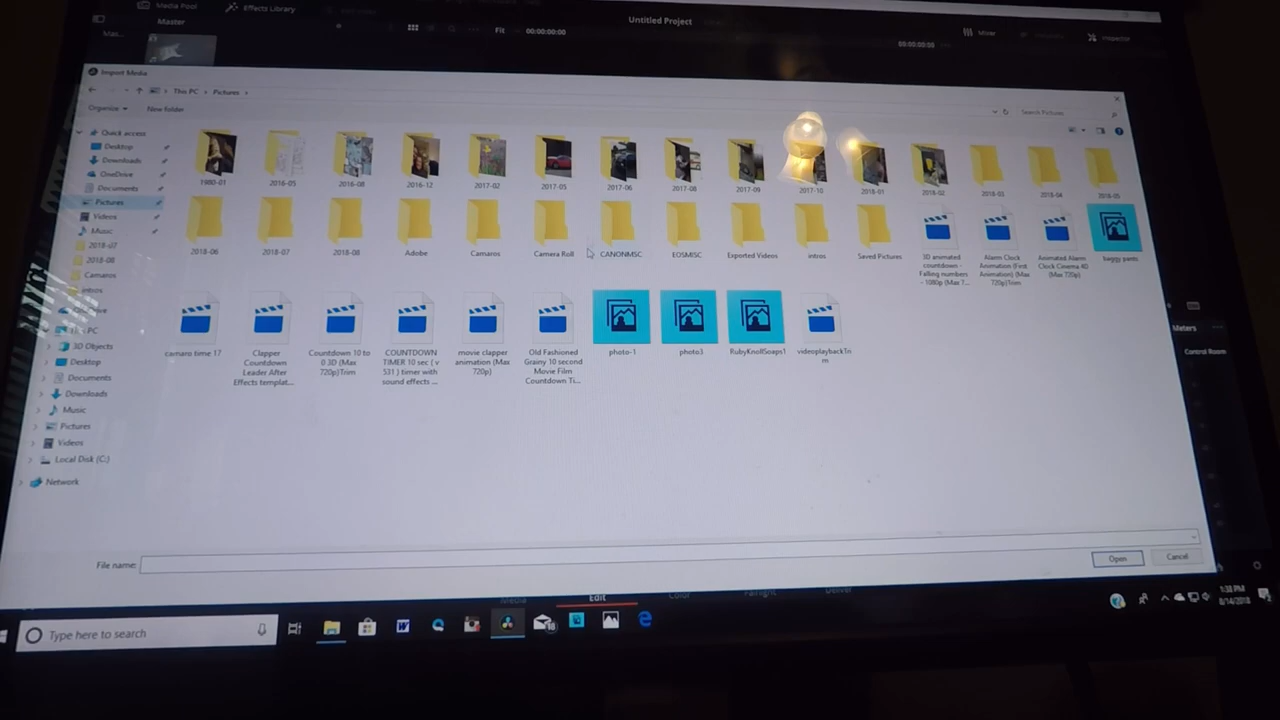 Media Pool
Effects Library
Untitled Project
Master
Mas...
Fit
00:00:00:00
00:00:00:00
Mixer
Inspector
Import Media
This PC
Pictures
Organize
New folder
Search Pictures
Quick access
Desktop
Downloads
OneDrive
Documents
Pictures
Videos
Music
2018-07
2018-08
Camaros
intros
OneDrive
This PC
3D Objects
Desktop
Documents
Downloads
Music
Pictures
Videos
Local Disk (C:)
Network
1980-01
2016-05
2016-08
2016-12
2017-02
2017-05
2017-06
2017-08
2017-09
2017-10
2018-01
2018-02
2018-03
2018-04
2018-05
2018-06
2018-07
2018-08
Adobe
Camaros
Camera Roll
CANONMSC
EOSMISC
Exported Videos
intros
Saved Pictures
3D animated
countdown -
Falling numbers
- 1080p (Max 7...
Alarm Clock
Animation (First
Animation) (Max
720p)Trim
Animated Alarm
Clock Cinema 4D
(Max 720p)
baggy pants
camaro time 17
Clapper
Countdown
Leader After
Effects templat...
Countdown 10 to
0 3D (Max
720p)Trim
COUNTDOWN
TIMER 10 sec ( v
531 ) timer with
sound effects ...
movie clapper
animation (Max
720p)
Old Fashioned
Grainy 10 second
Movie Film
Countdown Ti...
photo-1
photo3
RubyKnollSoaps1
videoplaybackTri
m
Meters
Control Room
File name:
Open
Cancel
Media
Edit
Color
Fairlight
Deliver
Type here to search
1:38 PM
8/14/2018